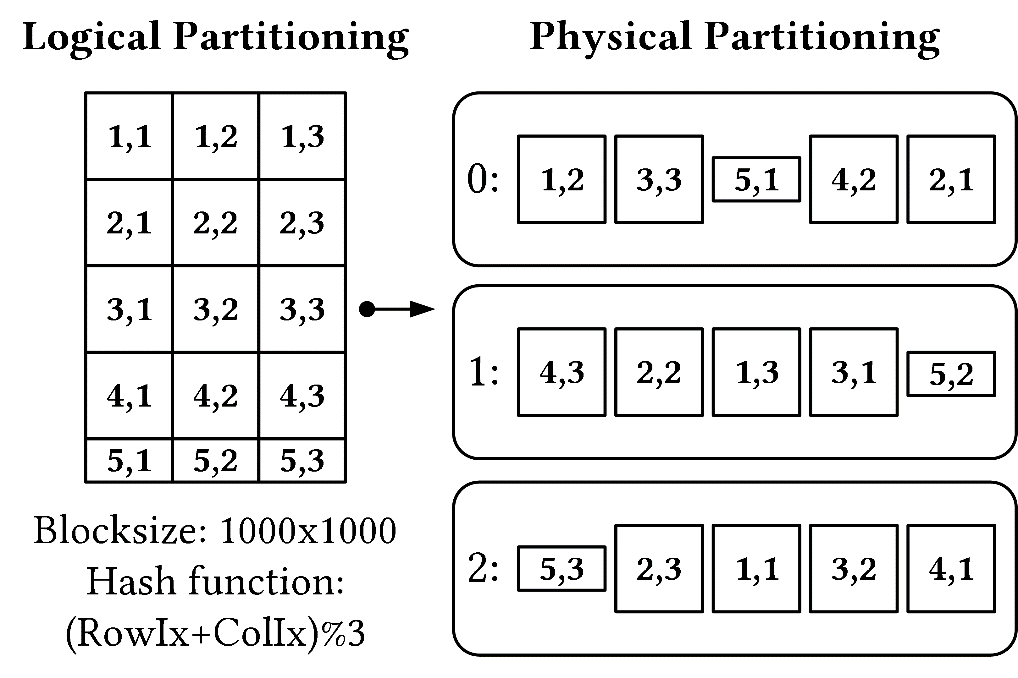 Logical Partitioning
1,1 1,2 1,3
2,1 2,2 2,3
3,1 3,2 3,3
4,1 4,2 4,3
5,1 5,2 5,3
Blocksize: 1000x1000
Hash function:
(RowIx+ColIx)%3
Physical Partitioning
0: 1,2 3,3 5,1 4,2 2,1
1: 4,3 2,2 1,3 3,1 5,2
2: 5,3 2,3 1,1 3,2 4,1